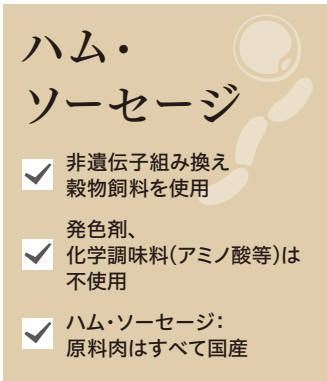 ハム・
ソーセージ
非遺伝子組み換え
穀物飼料を使用
発色剤、
化学調味料(アミノ酸等)は
不使用
ハム・ソーセージ：
原料肉はすべて国産